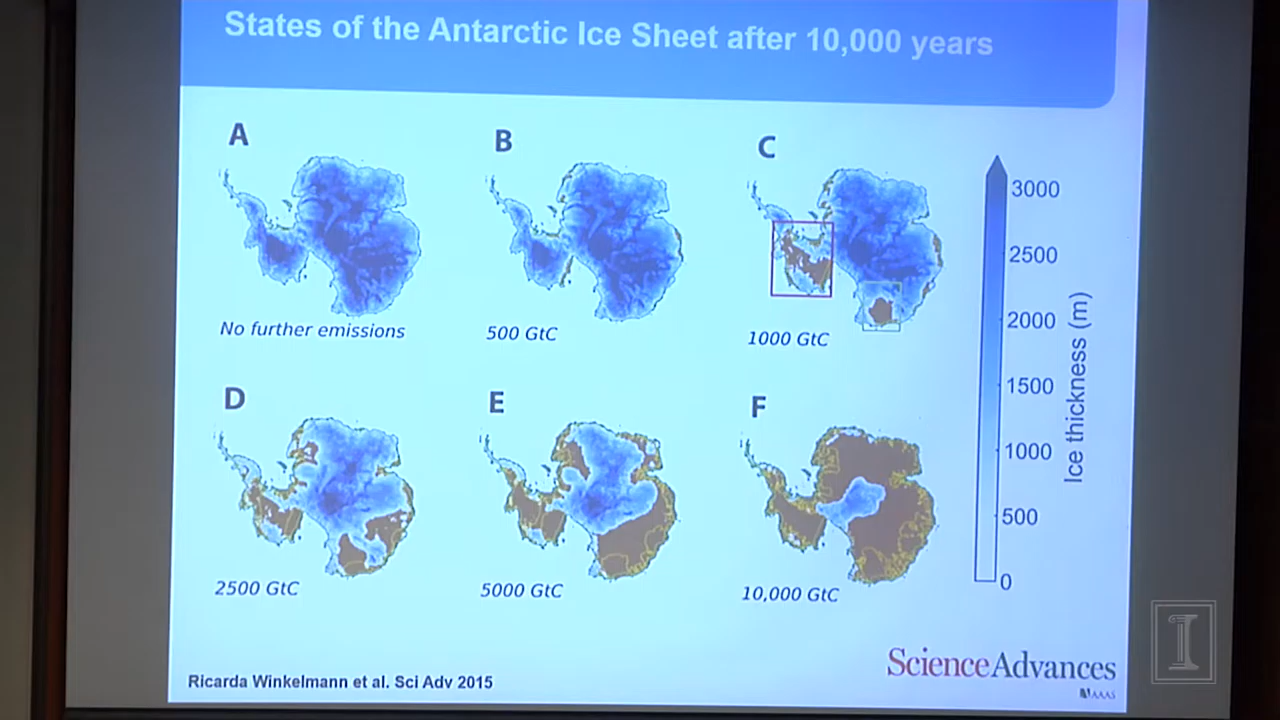 States of the Antarctic Ice Sheet after 10,000 years
A
B
C
No further emissions
500 GtC
1000 GtC
D
E
F
2500 GtC
5000 GtC
10,000 GtC
3000
2500
2000
1500
1000
500
0
Ice thickness (m)
Ricarda Winkelmann et al. Sci Adv 2015
ScienceAdvances
AAAS
I